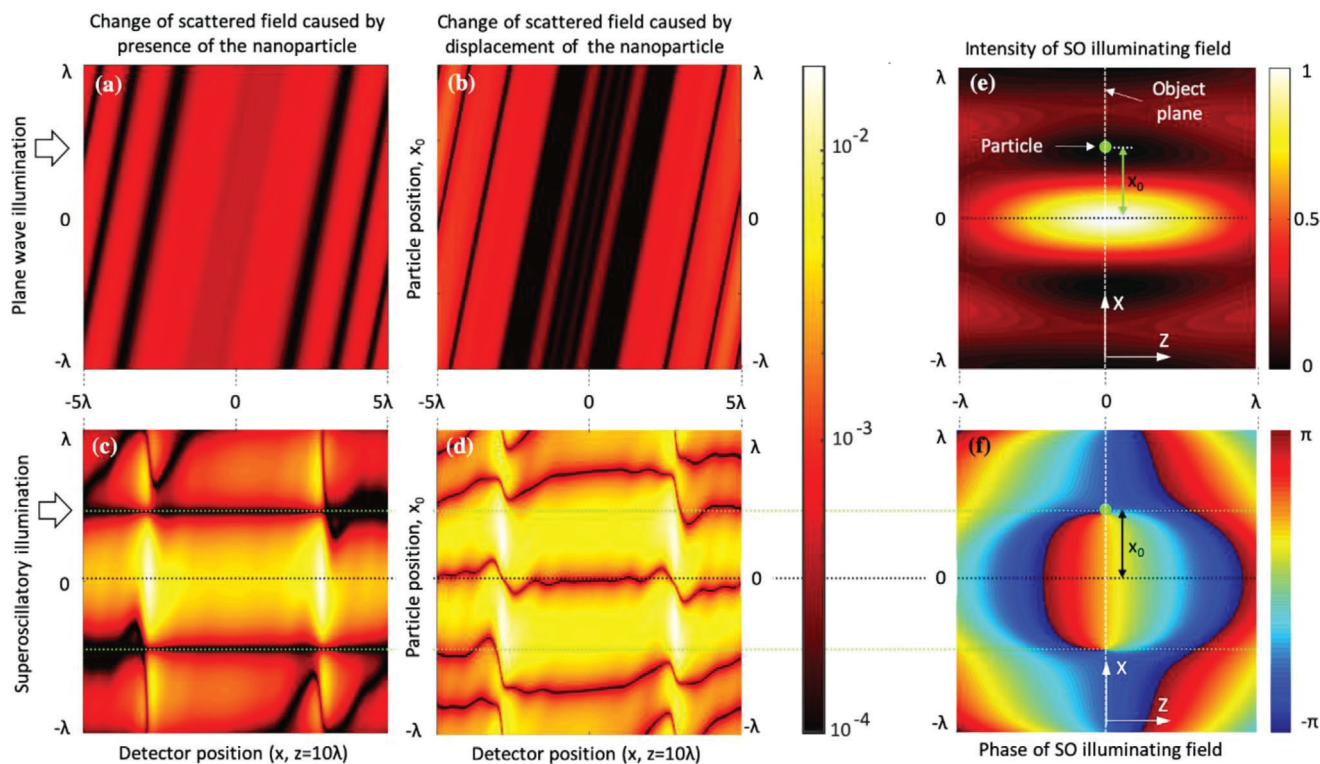 Change of scattered field caused by
presence of the nanoparticle
Change of scattered field caused by
displacement of the nanoparticle
Intensity of SO illuminating field
Plane wave illumination
λ
0
-λ
(a)
Particle position, x₀
(b)
λ
0
-λ
10⁻²
10⁻³
10⁻⁴
λ
0
-λ
(e)
Object
plane
Particle
x₀
X
Z
1
0.5
0
-5λ
0
5λ
-5λ
0
5λ
-λ
0
λ
Superoscillatory illumination
λ
0
-λ
(c)
Particle position, x₀
(d)
λ
0
-λ
λ
0
-λ
(f)
x₀
X
Z
π
-π
Detector position (x, z=10λ)
Detector position (x, z=10λ)
Phase of SO illuminating field